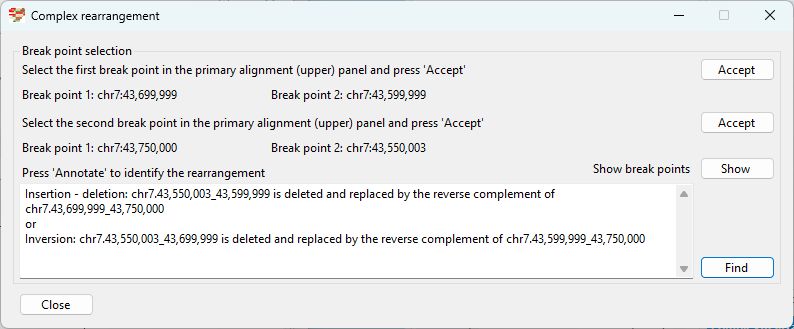 Complex rearrangement
Break point selection
Select the first break point in the primary alignment (upper) panel and press 'Accept'
Accept
Break point 1: chr7:43,699,999 Break point 2: chr7:43,599,999
Select the second break point in the primary alignment (upper) panel and press 'Accept'
Accept
Break point 1: chr7:43,750,000 Break point 2: chr7:43,550,003
Press 'Annotate' to identify the rearrangement
Show break points Show
Insertion - deletion: chr7.43,550,003_43,599,999 is deleted and replaced by the reverse complement of
chr7.43,699,999_43,750,000
or
Inversion: chr7.43,550,003_43,699,999 is deleted and replaced by the reverse complement of chr7.43,599,999_43,750,000
Find
Close